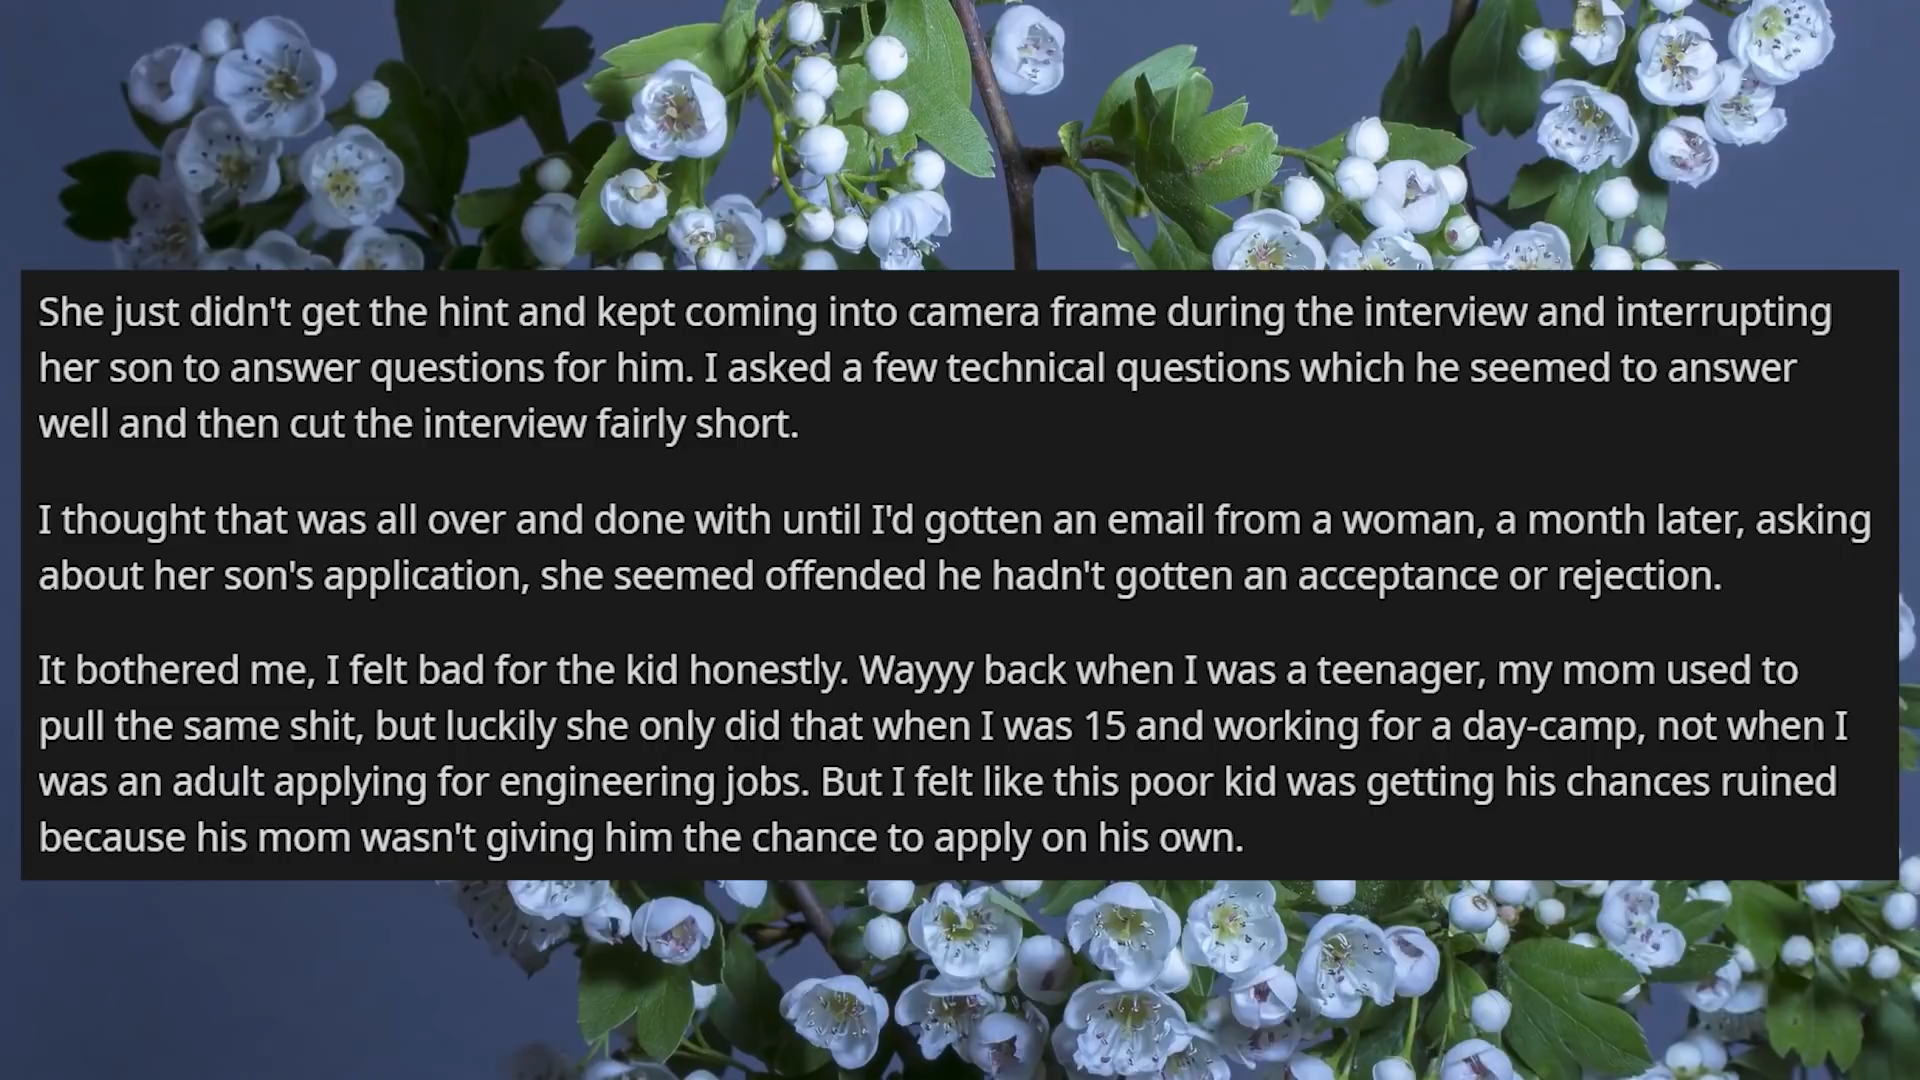 She just didn't get the hint and kept coming into camera frame during the interview and interrupting
her son to answer questions for him. I asked a few technical questions which he seemed to answer
well and then cut the interview fairly short.
I thought that was all over and done with until I'd gotten an email from a woman, a month later, asking
about her son's application, she seemed offended he hadn't gotten an acceptance or rejection.
It bothered me, I felt bad for the kid honestly. Wayyy back when I was a teenager, my mom used to
pull the same shit, but luckily she only did that when I was 15 and working for a day-camp, not when I
was an adult applying for engineering jobs. But I felt like this poor kid was getting his chances ruined
because his mom wasn't giving him the chance to apply on his own.